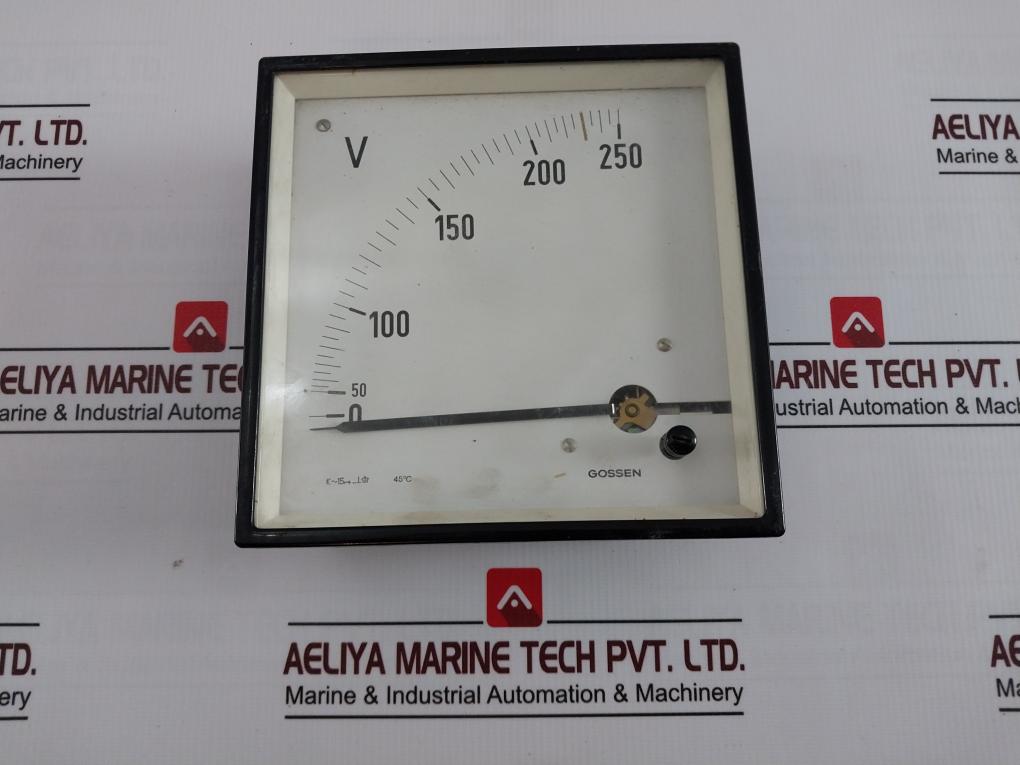 VT. LTD.
Machinery
AELIYA
Marine &
V
250
200
150
100
50
0
GOSSEN
45°C
AELIYA MARINE TEC
arine & Industrial Automa
ARINE TECH PVT. L
ndustrial Automation & Mach
TD.
ery
AELIYA MARINE TECH PVT. LTD.
Marine & Industrial Automation & Machinery
AE
Ma